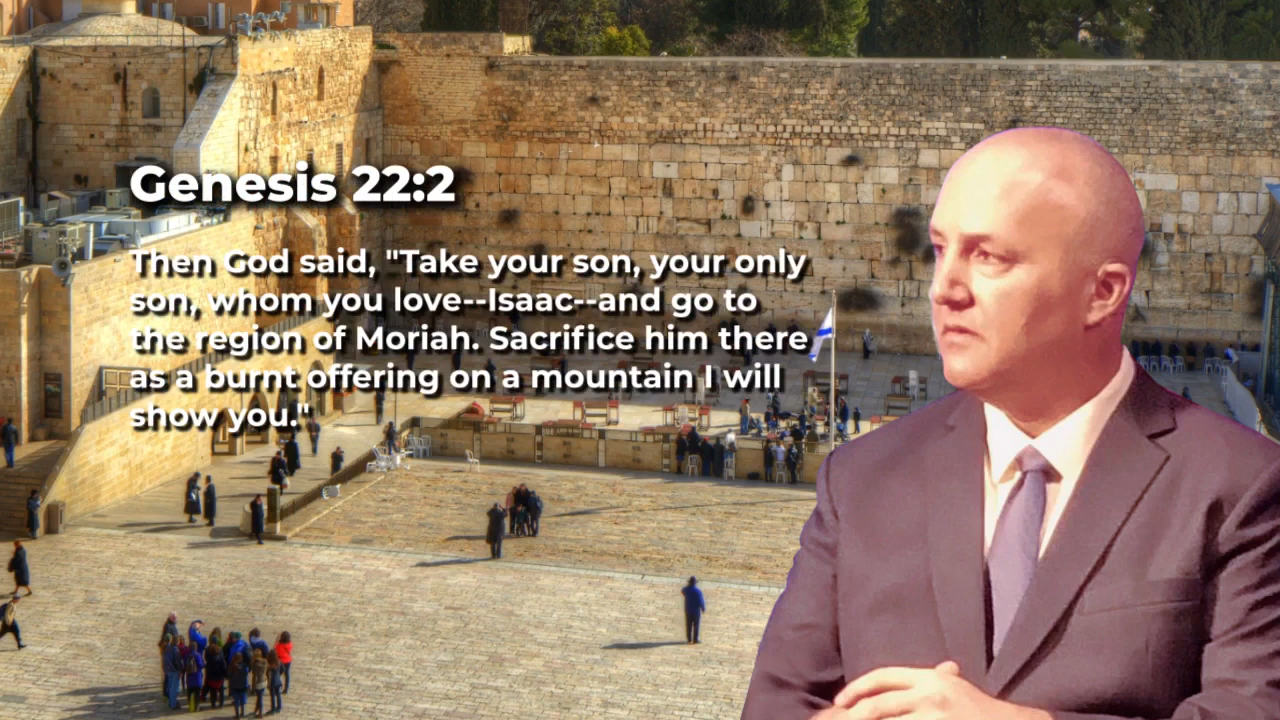 Genesis 22:2
Then God said, "Take your son, your only
son, whom you love--Isaac--and go to
the region of Moriah. Sacrifice him there
as a burnt offering on a mountain I will
show you."